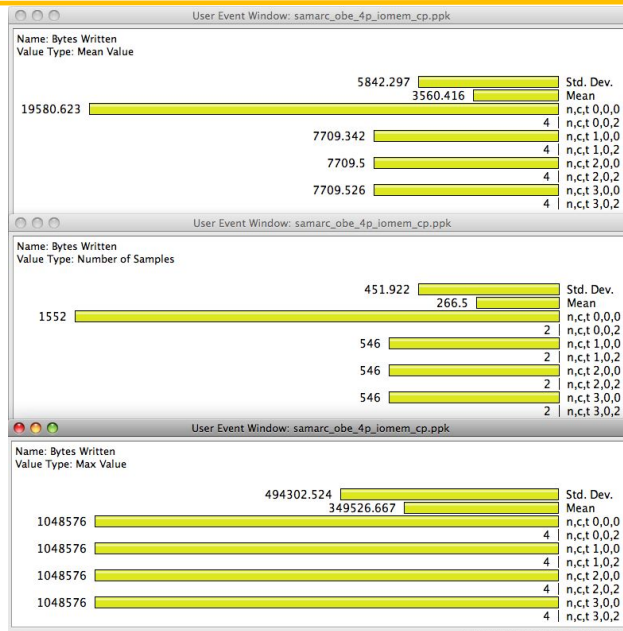 User Event Window: samarc_obe_4p_iomem_cp.ppk
Name: Bytes Written
Value Type: Mean Value
5842.297 Std. Dev.
3560.416 Mean
19580.623 n,c,t 0,0,0
4 n,c,t 0,0,2
7709.342 n,c,t 1,0,0
4 n,c,t 1,0,2
7709.5 n,c,t 2,0,0
4 n,c,t 2,0,2
7709.526 n,c,t 3,0,0
4 n,c,t 3,0,2
User Event Window: samarc_obe_4p_iomem_cp.ppk
Name: Bytes Written
Value Type: Number of Samples
451.922 Std. Dev.
266.5 Mean
1552 n,c,t 0,0,0
2 n,c,t 0,0,2
546 n,c,t 1,0,0
2 n,c,t 1,0,2
546 n,c,t 2,0,0
2 n,c,t 2,0,2
546 n,c,t 3,0,0
2 n,c,t 3,0,2
User Event Window: samarc_obe_4p_iomem_cp.ppk
Name: Bytes Written
Value Type: Max Value
494302.524 Std. Dev.
349526.667 Mean
1048576 n,c,t 0,0,0
4 n,c,t 0,0,2
1048576 n,c,t 1,0,0
4 n,c,t 1,0,2
1048576 n,c,t 2,0,0
4 n,c,t 2,0,2
1048576 n,c,t 3,0,0
4 n,c,t 3,0,2